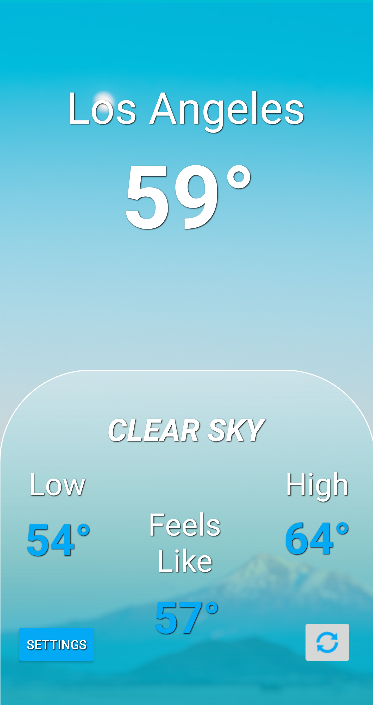 Los Angeles
59°
CLEAR SKY
Low
High
54°
Feels
Like
64°
57°
SETTINGS